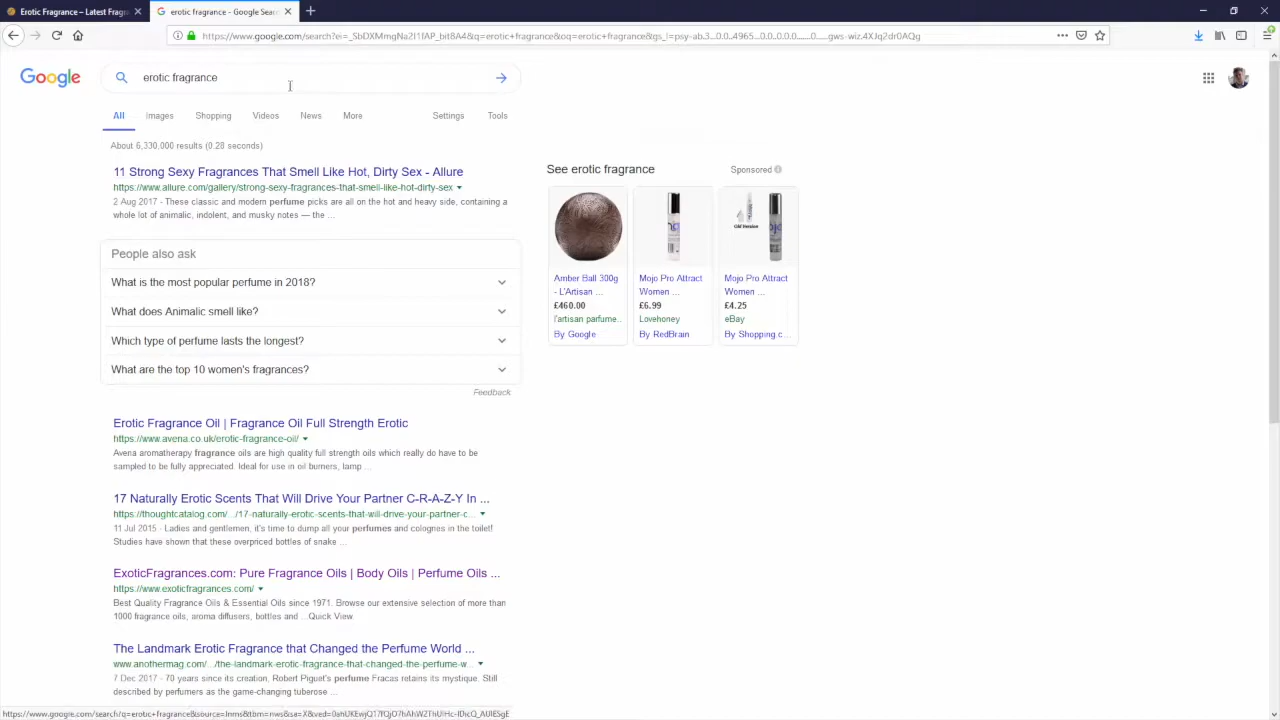 Erotic Fragrance – Latest Fragr
erotic fragrance - Google Sear
Google
erotic fragrance
All
Images
Shopping
Videos
News
More
Settings
Tools
About 6,330,000 results (0.28 seconds)
11 Strong Sexy Fragrances That Smell Like Hot, Dirty Sex - Allure
https://www.allure.com/gallery/strong-sexy-fragrances-that-smell-like-hot-dirty-sex
2 Aug 2017 - These classic and modern perfume picks are all on the hot and heavy side, containing a
whole lot of animalic, indolent, and musky notes — the ...
People also ask
What is the most popular perfume in 2018?
What does Animalic smell like?
Which type of perfume lasts the longest?
What are the top 10 women's fragrances?
Feedback
Erotic Fragrance Oil | Fragrance Oil Full Strength Erotic
https://www.avena.co.uk/erotic-fragrance-oil/
Avena aromatherapy fragrance oils are high quality full strength oils which really do have to be
sampled to be fully appreciated. Ideal for use in oil burners, lamp ...
17 Naturally Erotic Scents That Will Drive Your Partner C-R-A-Z-Y In ...
https://thoughtcatalog.com/.../17-naturally-erotic-scents-that-will-drive-your-partner-c...
11 Jul 2015 - Ladies and gentlemen, it's time to dump all your perfumes and colognes in the toilet!
Studies have shown that these overpriced bottles of snake ...
ExoticFragrances.com: Pure Fragrance Oils | Body Oils | Perfume Oils ...
https://www.exoticfragrances.com/
Best Quality Fragrance Oils & Essential Oils since 1971. Browse our extensive selection of more than
1000 fragrance oils, aroma diffusers, bottles and ...Quick View
The Landmark Erotic Fragrance that Changed the Perfume World ...
www.anothermag.com/.../the-landmark-erotic-fragrance-that-changed-the-perfume-w...
7 Dec 2017 - 70 years since its creation, Robert Piguet's perfume Fracas retains its mystique. Still
described by perfumers as the game-changing tuberose ...
See erotic fragrance
Sponsored
Amber Ball 300g
- L'Artisan ...
£460.00
l'artisan parfume..
By Google
Mojo Pro Attract
Women ...
£6.99
Lovehoney
By RedBrain
GM Version
Mojo Pro Attract
Women ...
£4.25
eBay
By Shopping.c...